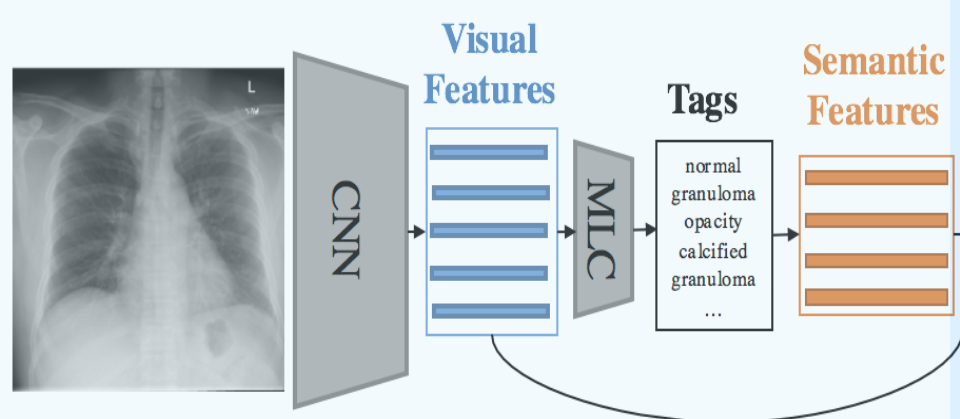 L
CNN
Visual
Features
MLC
Tags
normal
granuloma
opacity
calcified
granuloma
...
Semantic
Features